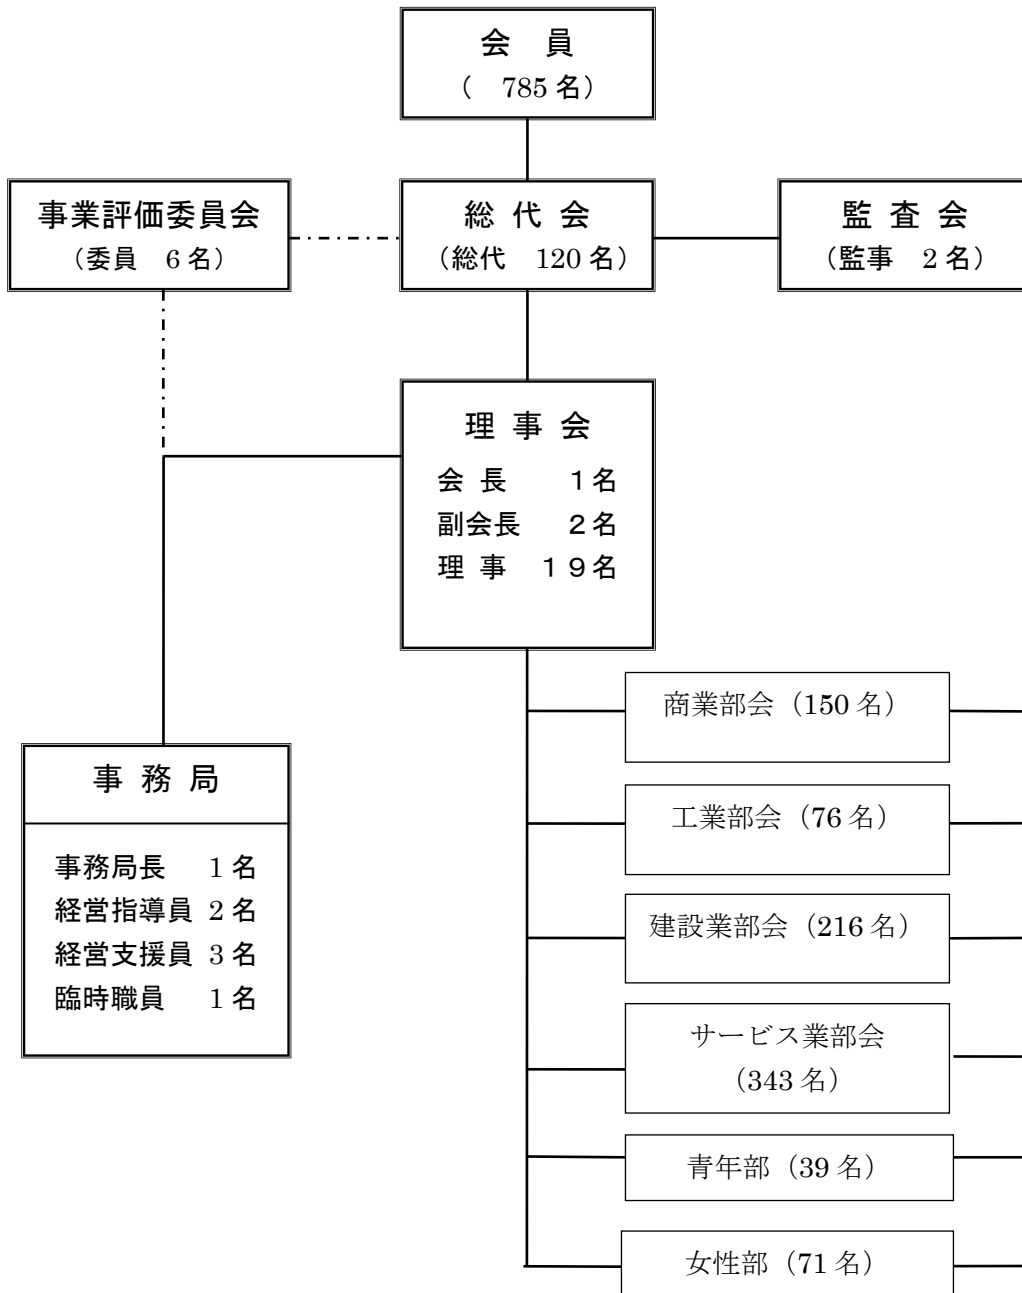 会 員
（ 785 名）
事業評価委員会
（委員 6 名）
総 代 会
（総代 120 名）
監 査 会
（監事 2 名）
理 事 会
会 長 １名
副会長 ２名
理 事 １９名
商業部会（150 名）
工業部会（76 名）
建設業部会（216 名）
サービス業部会
（343 名）
青年部（39 名）
女性部（71 名）
事 務 局
事務局長 1 名
経営指導員 2 名
経営支援員 3 名
臨時職員 1 名